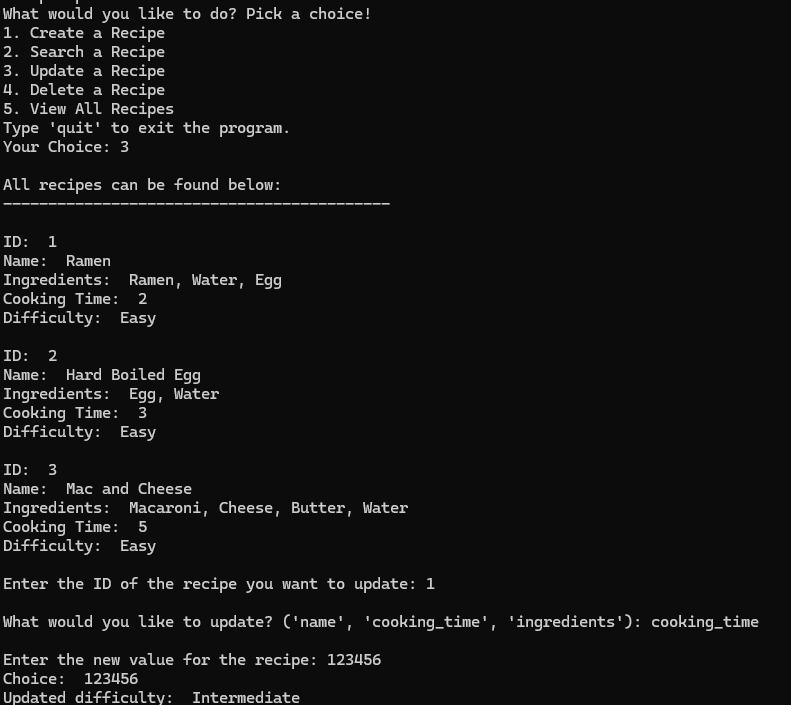 What would you like to do? Pick a choice!
1. Create a Recipe
2. Search a Recipe
3. Update a Recipe
4. Delete a Recipe
5. View All Recipes
Type 'quit' to exit the program.
Your Choice: 3
All recipes can be found below:
-------------------------------------------
ID:  1
Name:  Ramen
Ingredients:  Ramen, Water, Egg
Cooking Time:  2
Difficulty:  Easy
ID:  2
Name:  Hard Boiled Egg
Ingredients:  Egg, Water
Cooking Time:  3
Difficulty:  Easy
ID:  3
Name:  Mac and Cheese
Ingredients:  Macaroni, Cheese, Butter, Water
Cooking Time:  5
Difficulty:  Easy
Enter the ID of the recipe you want to update: 1
What would you like to update? ('name', 'cooking_time', 'ingredients'): cooking_time
Enter the new value for the recipe: 123456
Choice:  123456
Updated difficulty:  Intermediate